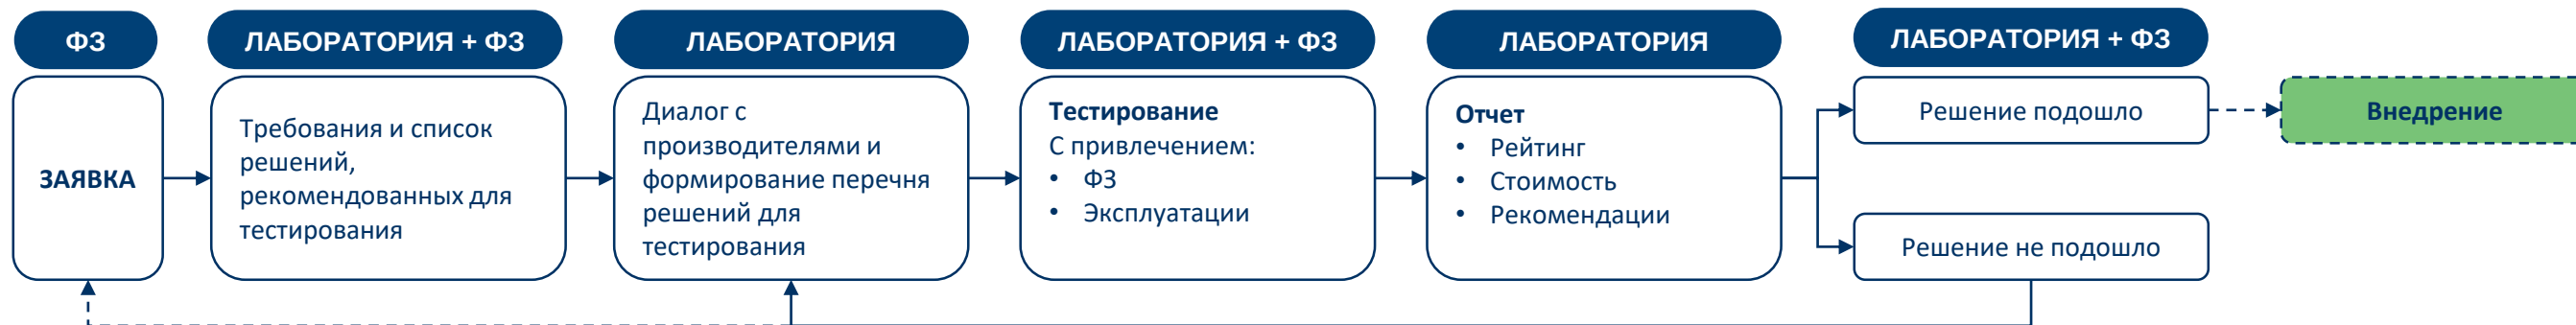 ФЗ
ЗАЯВКА
ЛАБОРАТОРИЯ + ФЗ
Требования и список
решений,
рекомендованных для
тестирования
ЛАБОРАТОРИЯ
Диалог с
производителями и
формирование перечня
решений для
тестирования
ЛАБОРАТОРИЯ + ФЗ
Тестирование
С привлечением:
• ФЗ
• Эксплуатации
ЛАБОРАТОРИЯ
Отчет
• Рейтинг
• Стоимость
• Рекомендации
ЛАБОРАТОРИЯ + ФЗ
Решение подошло
Решение не подошло
Внедрение